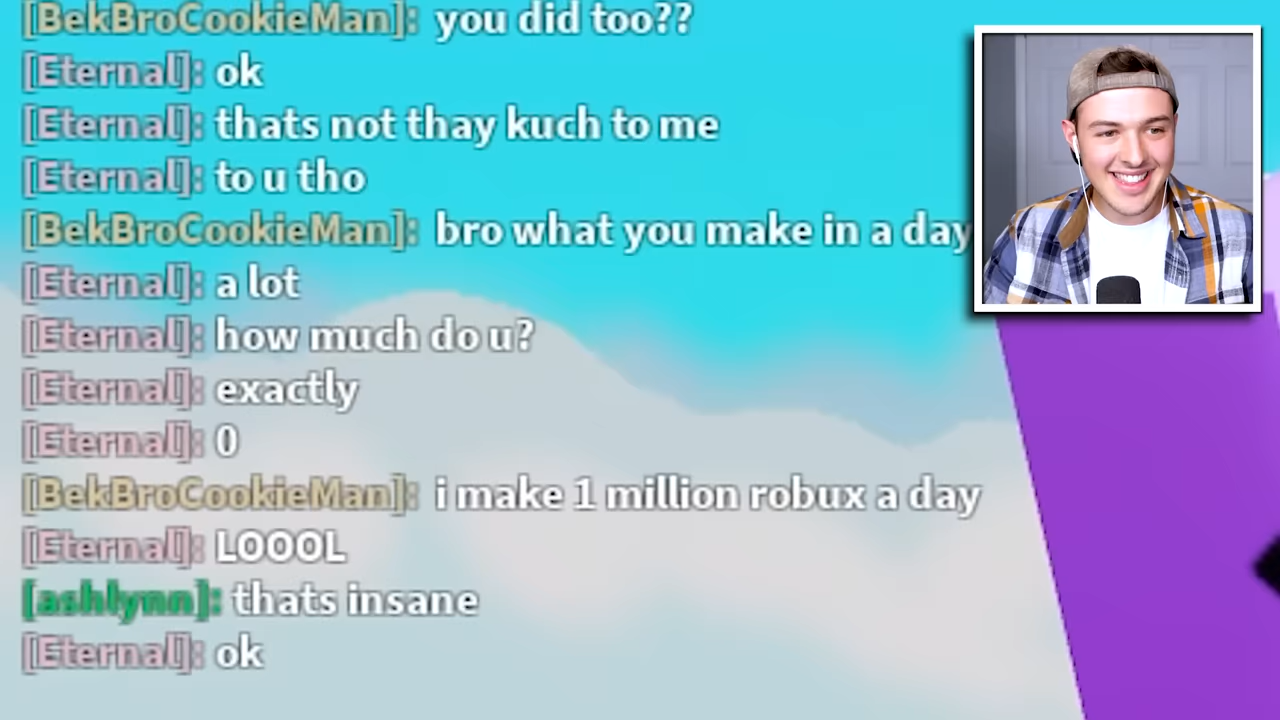 [BekBroCookieMan]: you did too??
[Eternal]: ok
[Eternal]: thats not thay kuch to me
[Eternal]: to u tho
[BekBroCookieMan]: bro what you make in a day
[Eternal]: a lot
[Eternal]: how much do u?
[Eternal]: exactly
[Eternal]: 0
[BekBroCookieMan]: i make 1 million robux a day
[Eternal]: LOOOL
[ashlynn]: thats insane
[Eternal]: ok